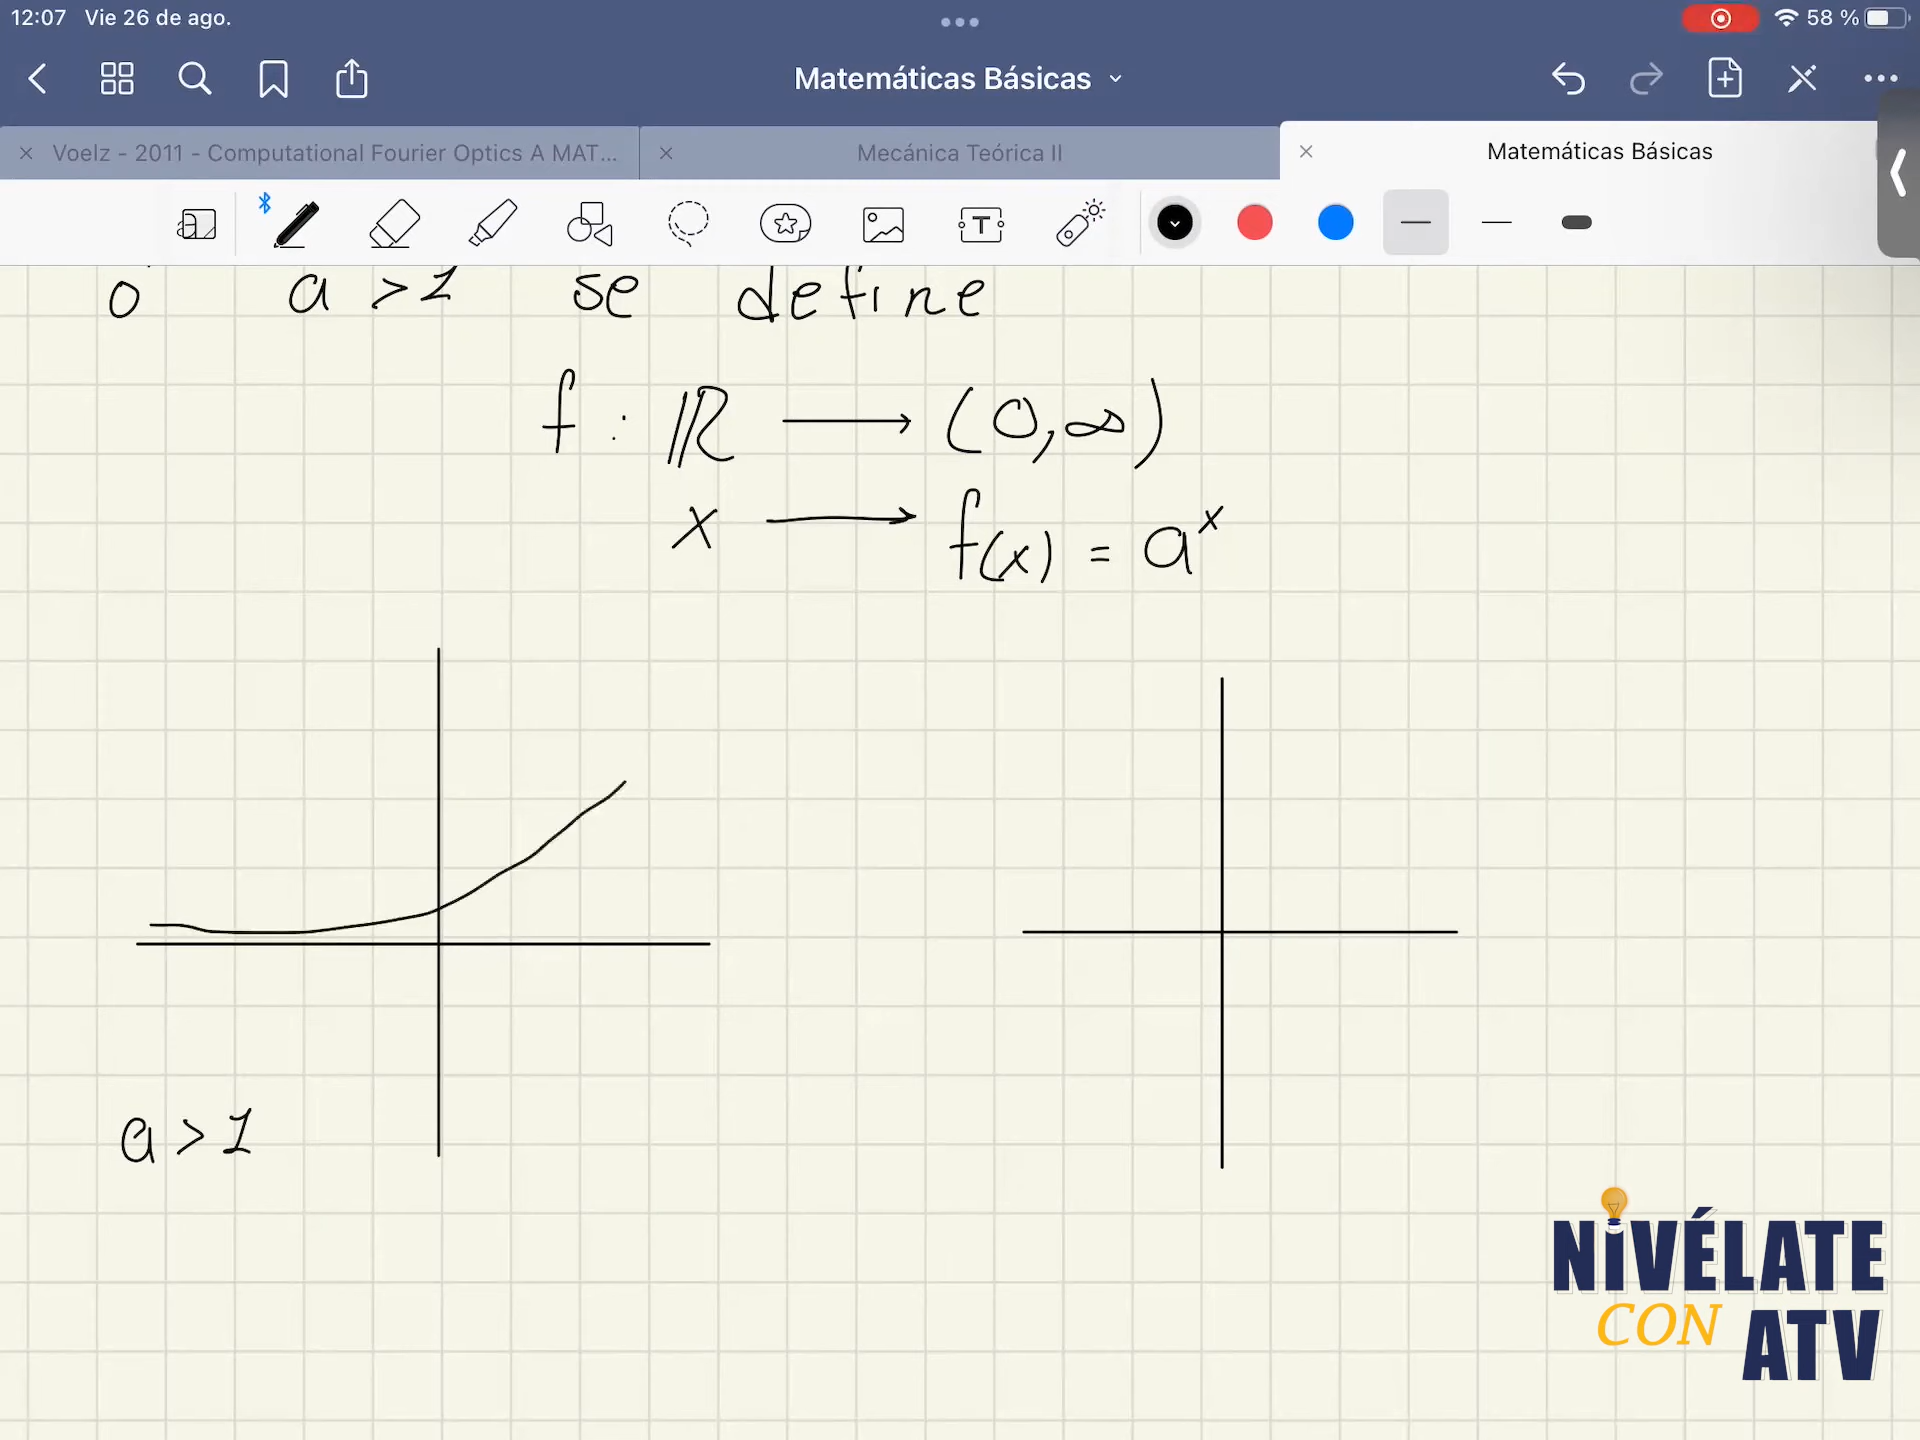 12:07 Vie 26 de ago. 58 %
Matemáticas Básicas
Voelz - 2011 - Computational Fourier Optics A MAT... Mecánica Teórica II Matemáticas Básicas
o a > 1 se define
f : ℝ ⟶ (0, ∞)
x ⟶ f(x) = aˣ
a > 1
NIVÉLATE
CON
ATV